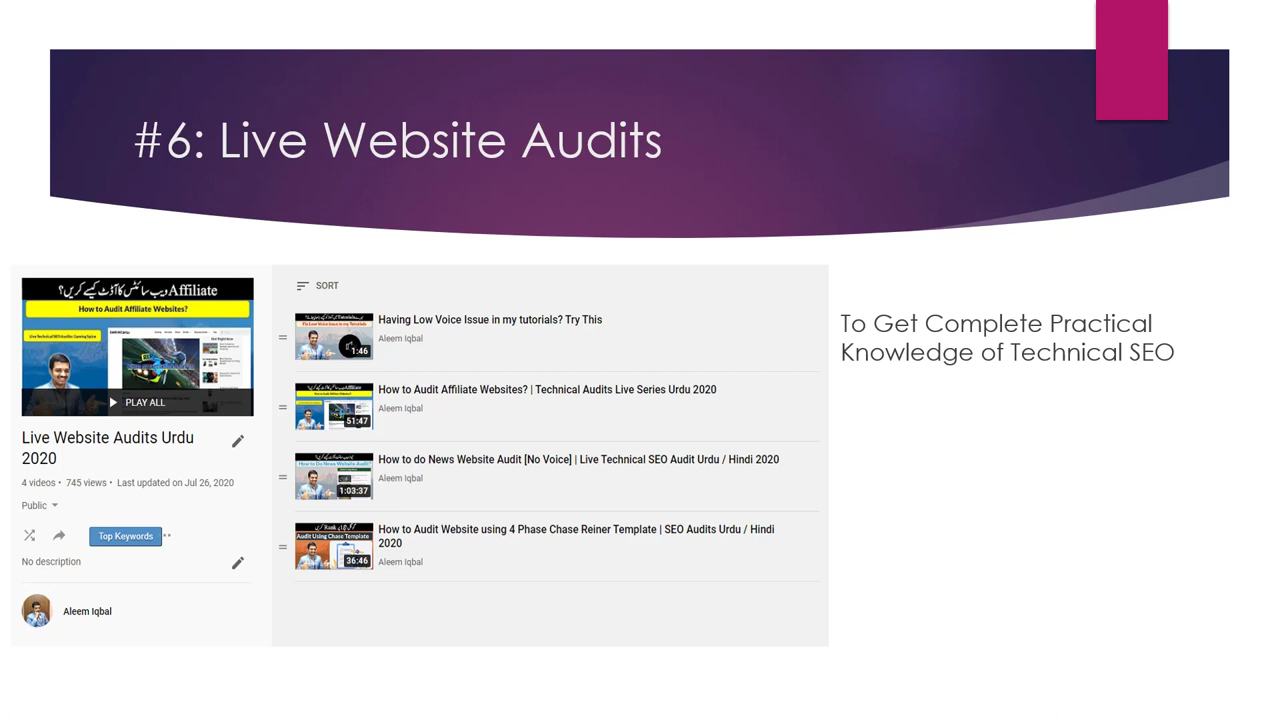 #6: Live Website Audits
Affiliate ویب سائٹس کا آڈٹ کیسے کریں؟
How to Audit Affiliate Websites?
PLAY ALL
Live Website Audits Urdu
2020
4 videos • 745 views • Last updated on Jul 26, 2020
Public
Top Keywords
No description
Aleem Iqbal
SORT
Having Low Voice Issue in my tutorials? Try This
Aleem Iqbal
1:46
How to Audit Affiliate Websites? | Technical Audits Live Series Urdu 2020
Aleem Iqbal
51:47
How to do News Website Audit [No Voice] | Live Technical SEO Audit Urdu / Hindi 2020
Aleem Iqbal
1:03:37
How to Audit Website using 4 Phase Chase Reiner Template | SEO Audits Urdu / Hindi
2020
Audit Using Chase Template
Aleem Iqbal
36:46
To Get Complete Practical
Knowledge of Technical SEO